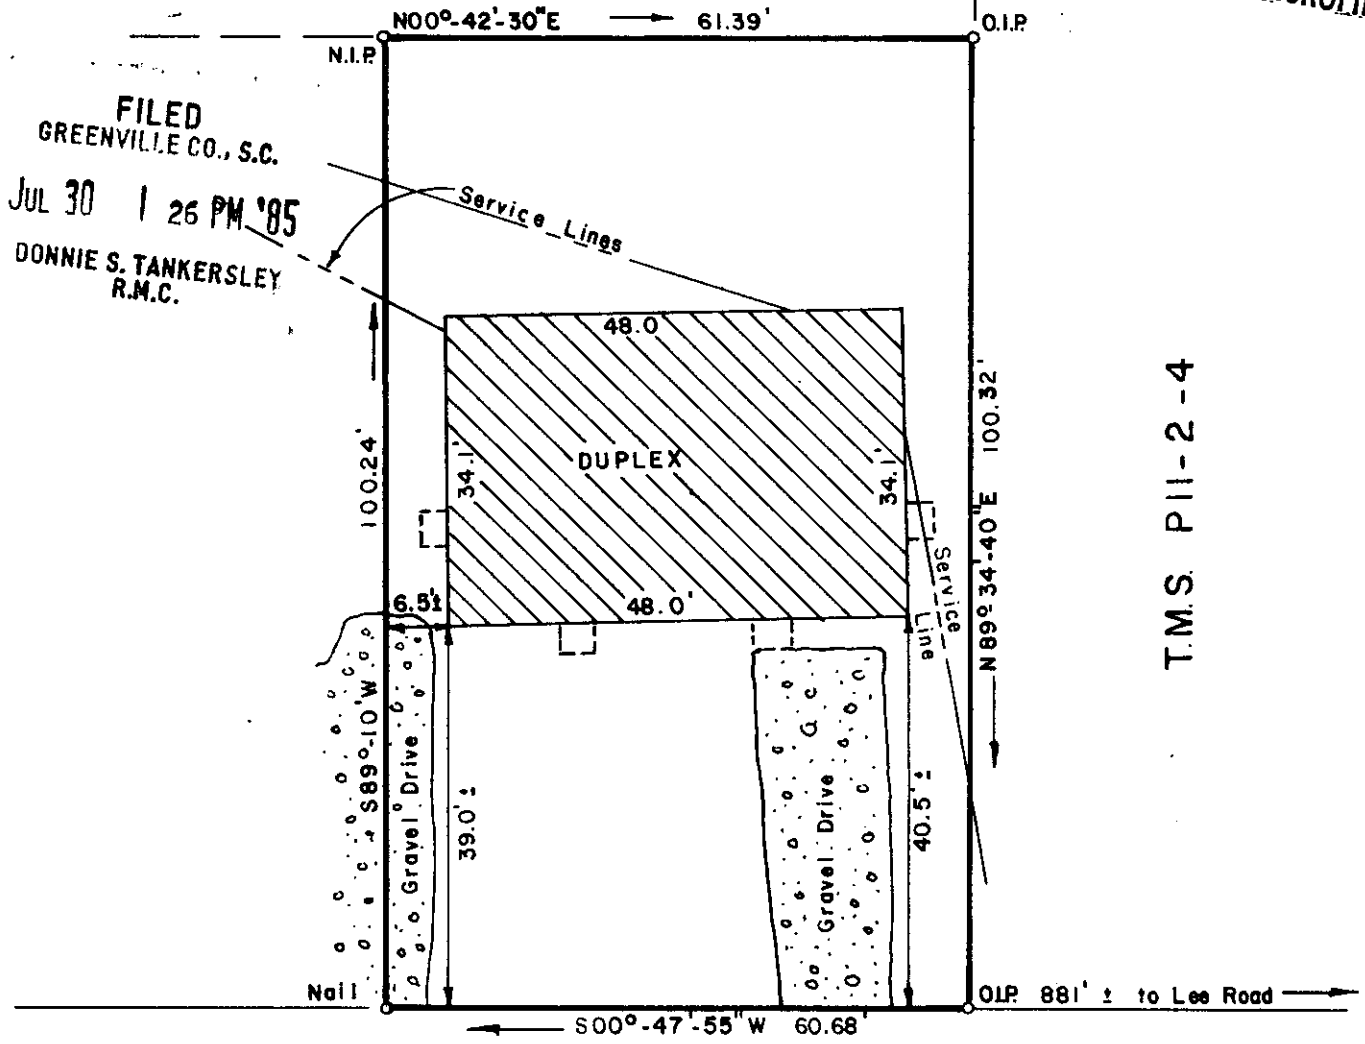 N00°-42'-30"E 61.39'
O.I.P.
N.I.P.
FILED
GREENVILLE CO., S.C.
JUL 30 1 26 PM '85
DONNIE S. TANKERSLEY
R.M.C.
Service Lines
48.0
DUPLEX
34.1'
34.1'
100.24'
S89°-10'W
N89°-34'-40"E 100.32'
T.M.S. P11-2-4
6.5'±
48.0'
Service
Line
Gravel Drive
39.0' ±
Gravel Drive
40.5' ±
Nail
O.I.P. 881' ± to Lee Road
S00°-47'-55"W 60.68'